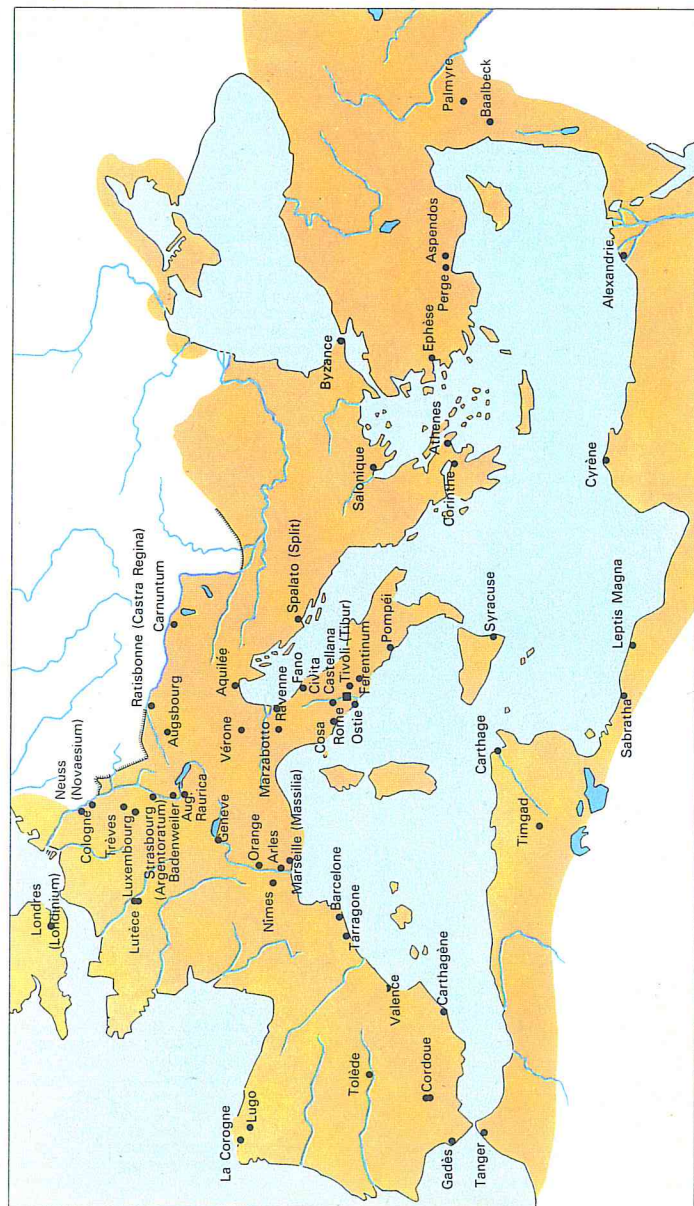 Londres
(Londinium)
Neuss
(Novaesium)
Cologne
Trèves
Luxembourg
Lutèce
Strasbourg
(Argentoratum)
Badenweiler
Aug.
Raurica
Ratisbonne (Castra Regina)
Carnuntum
Augsbourg
Genève
Aquilée
Vérone
La Corogne
Lugo
Orange
Arles
Nîmes
Marseille (Massilia)
Marzabotto
Ravenne
Fano
Spalato (Split)
Civita
Castellana
Tivoli (Tibur)
Cosa
Rome
Ostie
Ferentinum
Pompéi
Byzance
Salonique
Barcelone
Tarragone
Valence
Tolède
Cordoue
Carthagène
Gadès
Tanger
Athènes
Corinthe
Ephèse
Perge
Aspendos
Palmyre
Baalbeck
Syracuse
Carthage
Timgad
Sabratha
Leptis Magna
Cyrène
Alexandrie